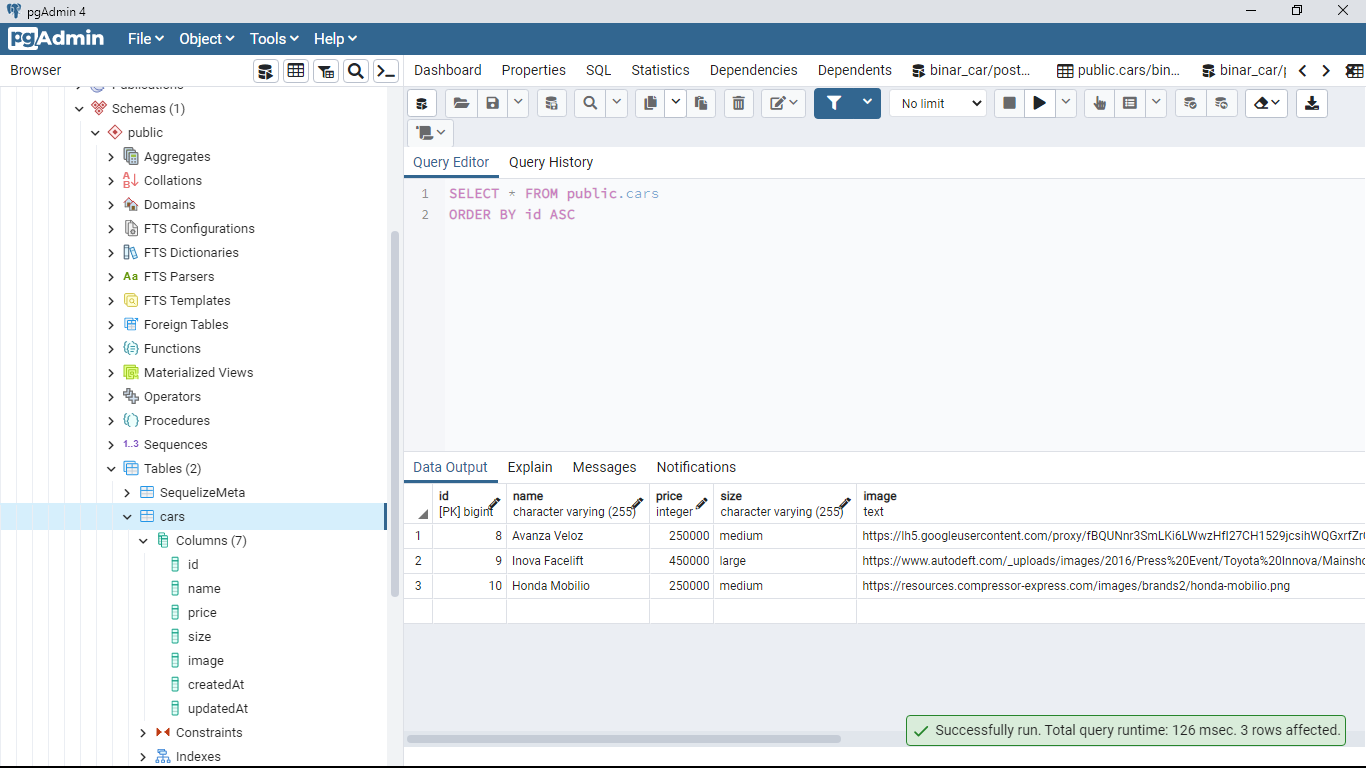 pgAdmin 4
pgAdmin File Object Tools Help
Browser
Dashboard Properties SQL Statistics Dependencies Dependents binar_car/post... public.cars/bin... binar_car/p
Publications
Schemas (1)
public
Aggregates
Collations
Domains
FTS Configurations
FTS Dictionaries
Aa FTS Parsers
FTS Templates
Foreign Tables
Functions
Materialized Views
Operators
Procedures
1..3 Sequences
Tables (2)
SequelizeMeta
cars
Columns (7)
id
name
price
size
image
createdAt
updatedAt
Constraints
Indexes
No limit
Query Editor Query History
1 SELECT * FROM public.cars
2 ORDER BY id ASC
Data Output Explain Messages Notifications
id name price size image
[PK] bigint character varying (255) integer character varying (255) text
1 8 Avanza Veloz 250000 medium https://lh5.googleusercontent.com/proxy/fBQUNnr3SmLKi6LWwzHfI27CH1529jcsihWQGxrfZr
2 9 Inova Facelift 450000 large https://www.autodeft.com/_uploads/images/2016/Press%20Event/Toyota%20Innova/Mainsho
3 10 Honda Mobilio 250000 medium https://resources.compressor-express.com/images/brands2/honda-mobilio.png
Successfully run. Total query runtime: 126 msec. 3 rows affected.